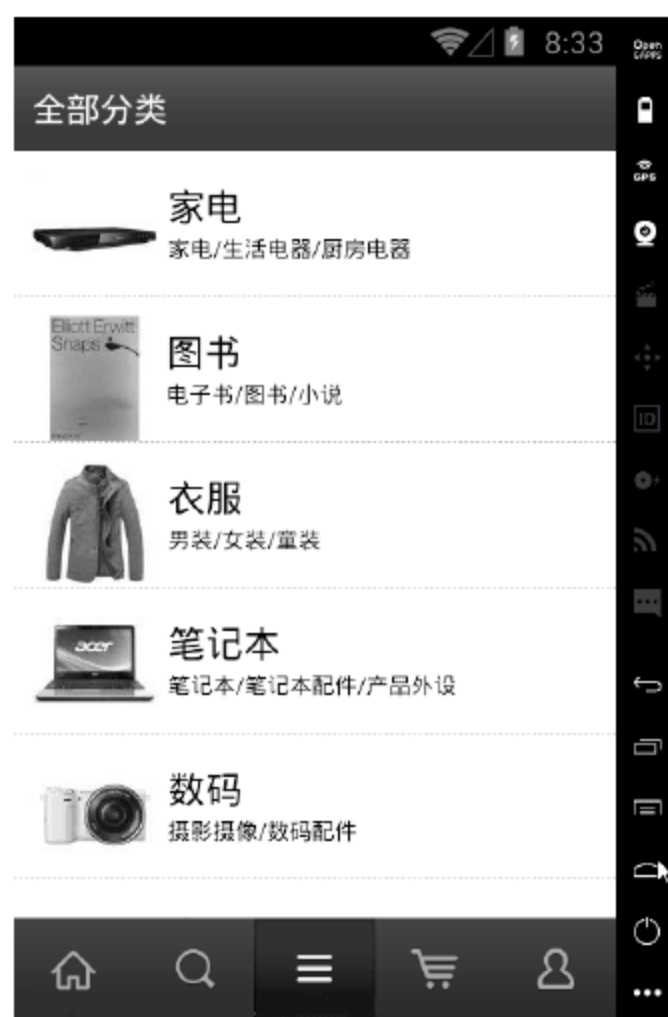 8:33
Open
GAPPS
全部分类
GPS
家电
家电/生活电器/厨房电器
Elliott Erwitt
Snaps
图书
电子书/图书/小说
ID
衣服
男装/女装/童装
acer
笔记本
笔记本/笔记本配件/产品外设
数码
摄影摄像/数码配件